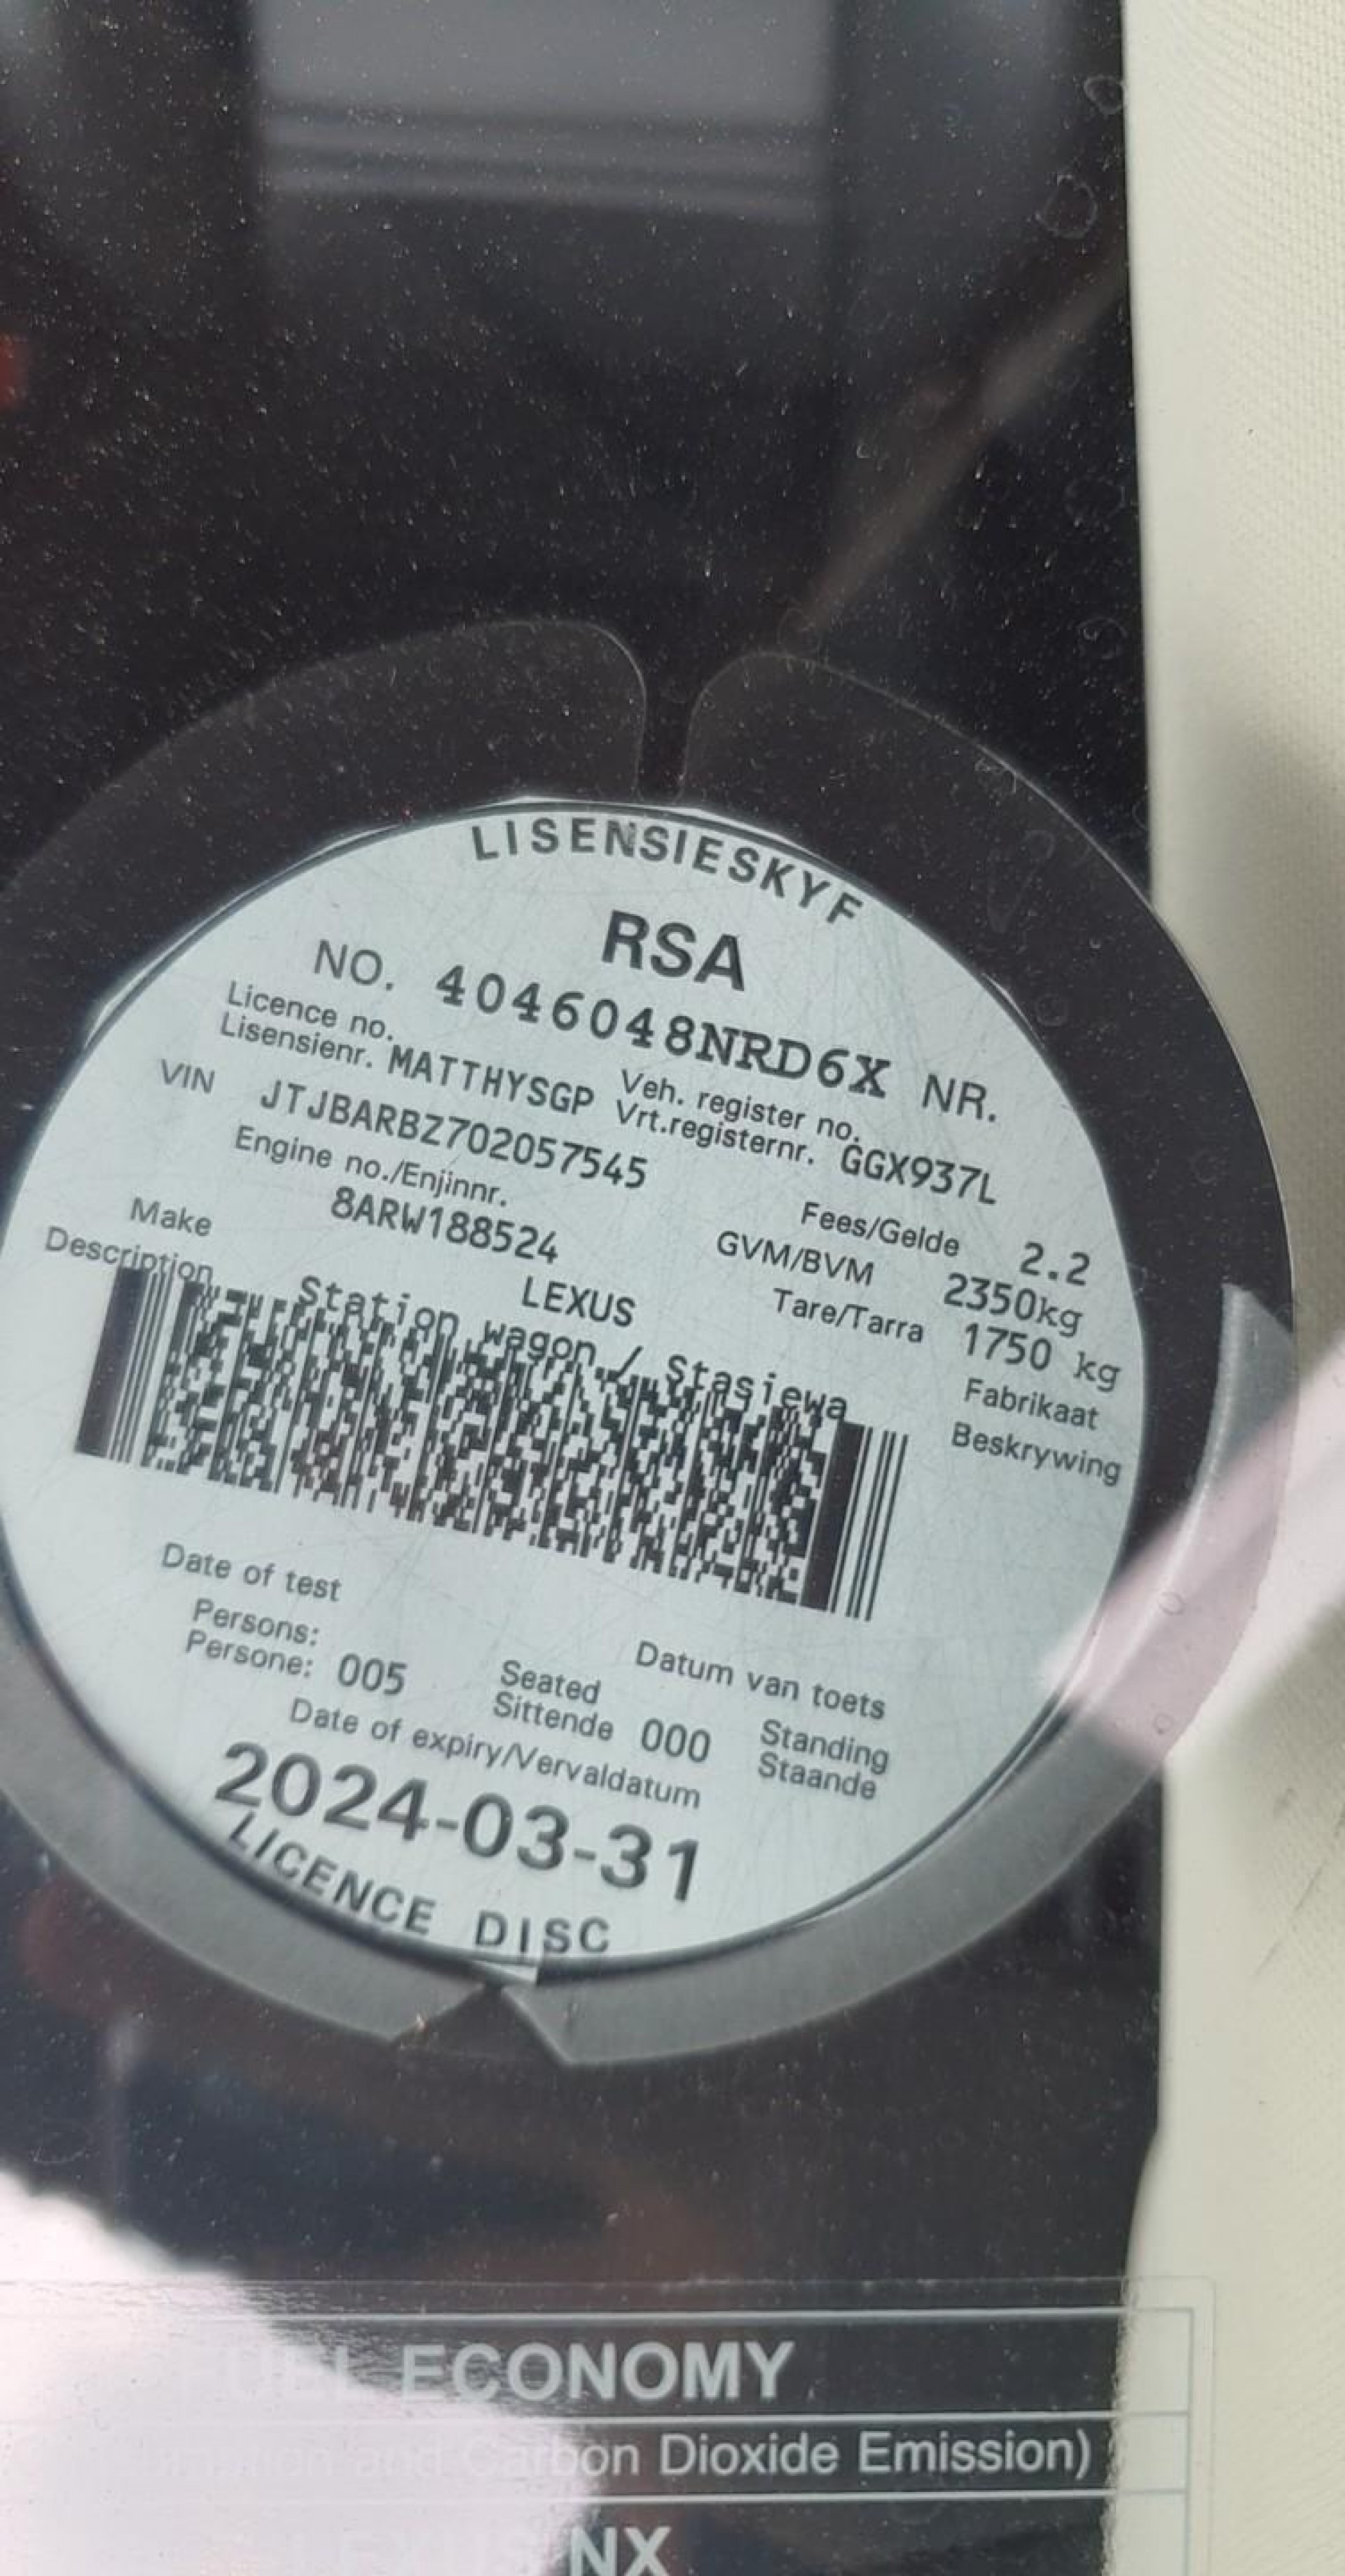 LISENSIESKYF
RSA
NO. 4046048NRD6X NR.
Licence no.
Lisensienr. MATTHYSGP
Veh. register no.
Vrt.registernr. GGX937L
VIN JTJBARBZ702057545
Engine no./Enjinnr.
8ARW188524
Fees/Gelde 2.2
GVM/BVM 2350kg
Tare/Tarra 1750 kg
Make LEXUS Fabrikaat
Description Station wagon / Stasiewa Beskrywing
Date of test Datum van toets
Persons:
Persone: 005
Seated
Sittende 000
Standing
Staande
Date of expiry/Vervaldatum
2024-03-31
LICENCE DISC
FUEL ECONOMY
and Carbon Dioxide Emission)
LEXUS NX